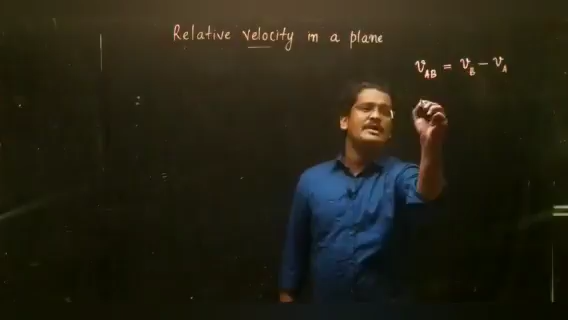 Relative velocity in a plane
v_AB = v_B - v_A